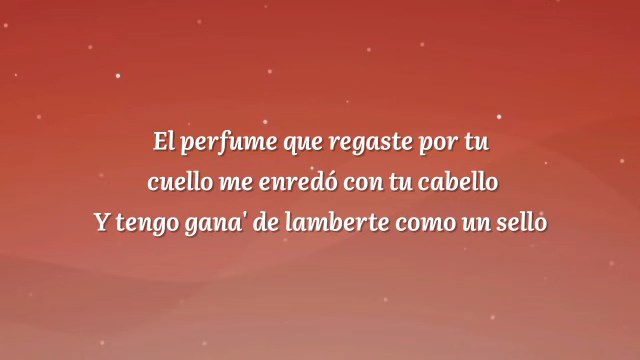 El perfume que regaste por tu
cuello me enredó con tu cabello
Y tengo gana' de lamberte como un sello